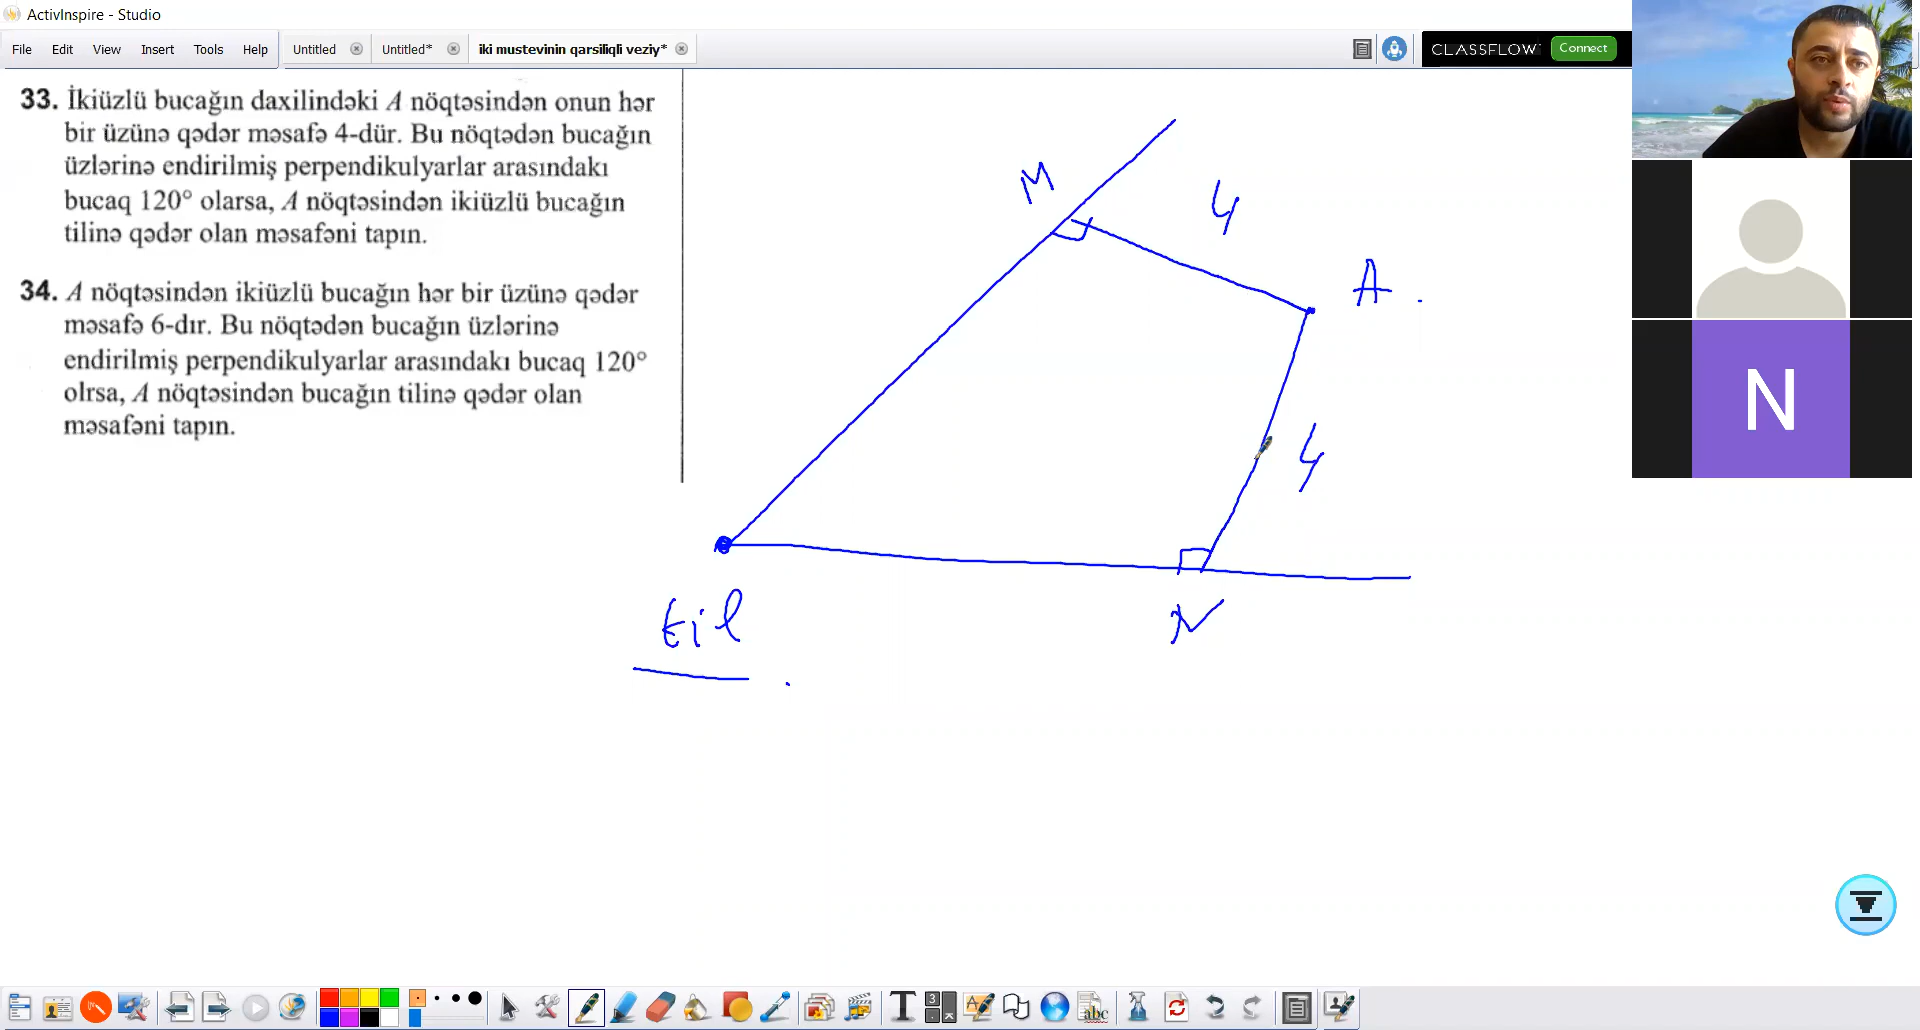 ActivInspire - Studio
File Edit View Insert Tools Help
Untitled
Untitled*
iki mustevinin qarsiliqli veziy*
CLASSFLOW
Connect
33. İkiüzlü bucağın daxilindəki A nöqtəsindən onun hər
bir üzünə qədər məsafə 4-dür. Bu nöqtədən bucağın
üzlərinə endirilmiş perpendikulyarlar arasındakı
bucaq 120° olarsa, A nöqtəsindən ikiüzlü bucağın
tilinə qədər olan məsafəni tapın.
34. A nöqtəsindən ikiüzlü bucağın hər bir üzünə qədər
məsafə 6-dır. Bu nöqtədən bucağın üzlərinə
endirilmiş perpendikulyarlar arasındakı bucaq 120°
olrsa, A nöqtəsindən bucağın tilinə qədər olan
məsafəni tapın.
M
4
A
4
til
N
N